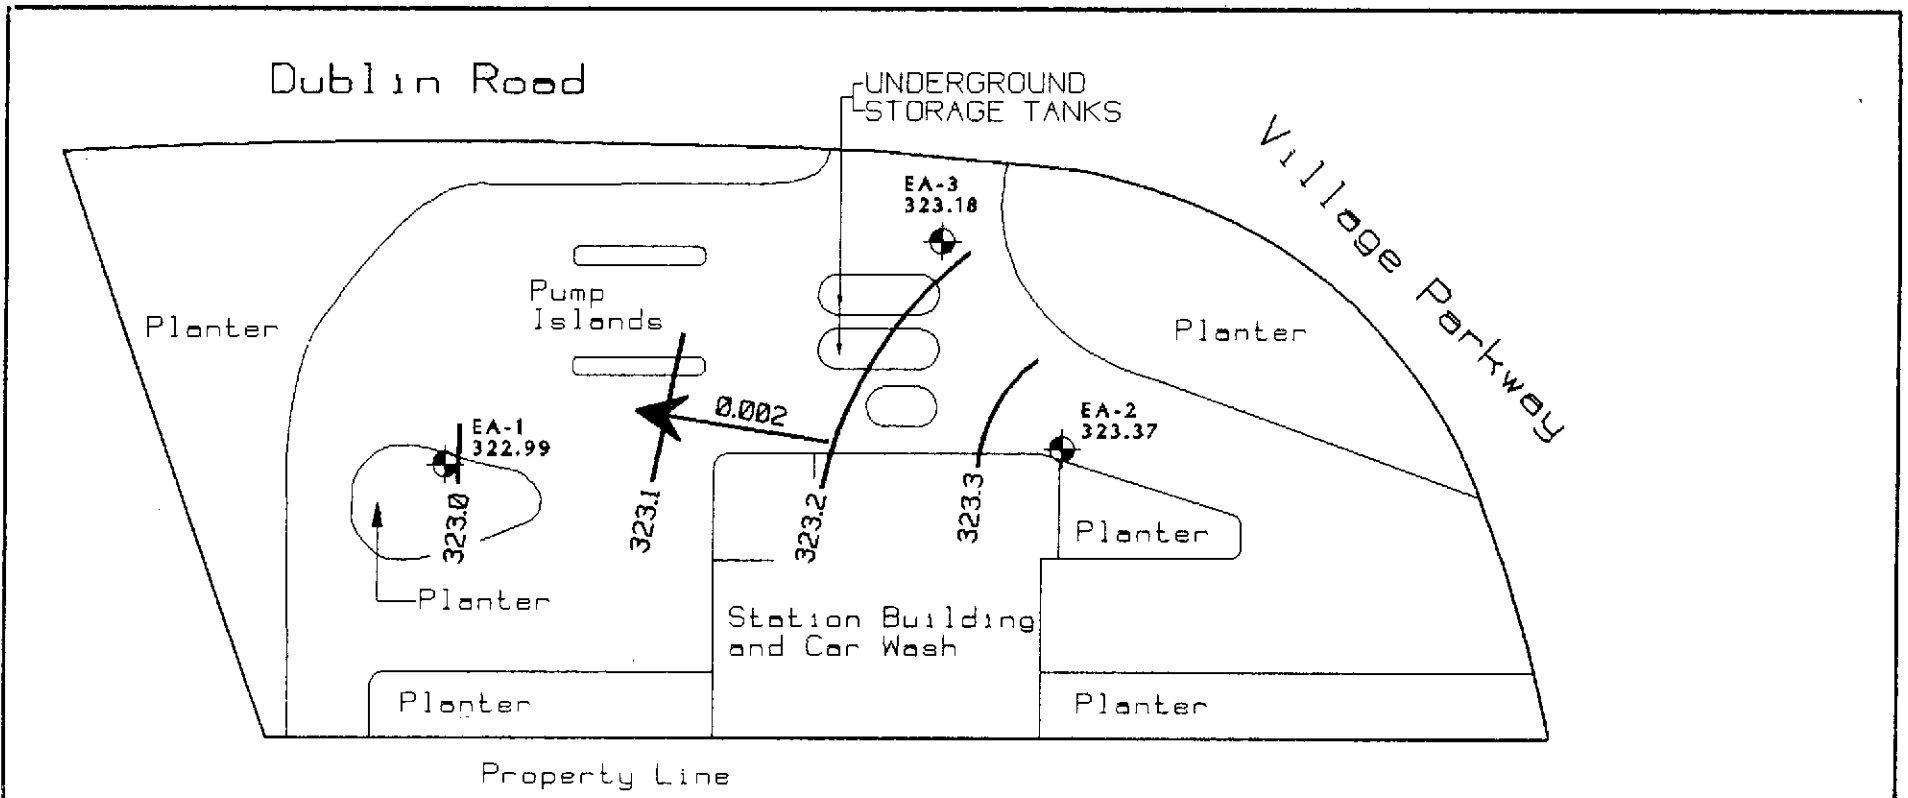 Dublin Road
UNDERGROUND
STORAGE TANKS
Village Parkway
EA-3
323.18
Pump
Islands
Planter
Planter
0.002
EA-1
322.99
EA-2
323.37
323.0
323.1
323.2
323.3
Planter
Planter
Station Building
and Car Wash
Planter
Planter
Property Line